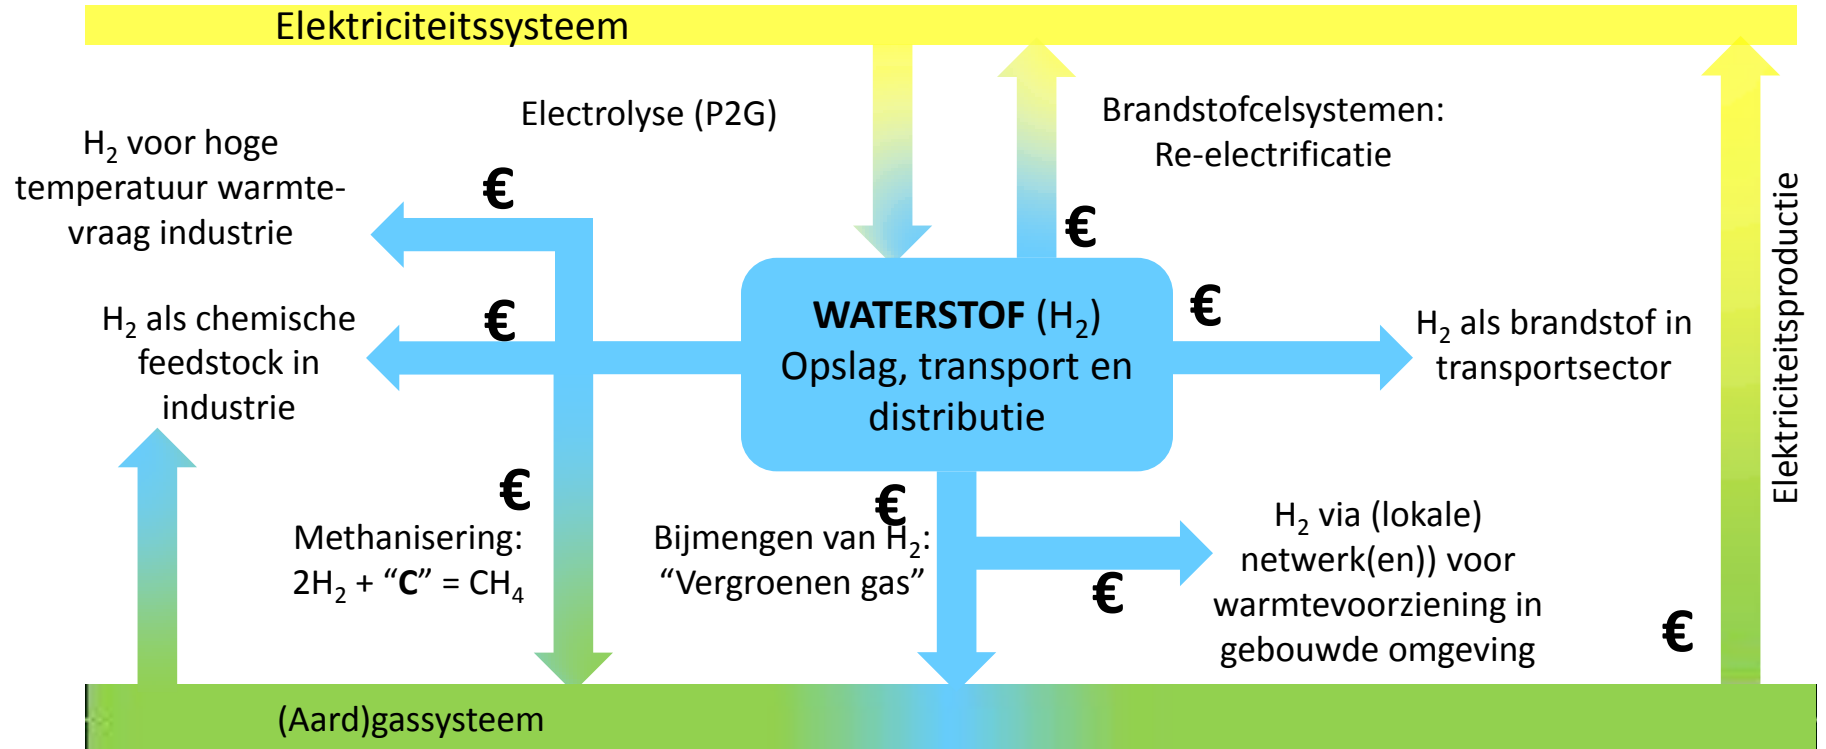 Elektriciteitssysteem
Electrolyse (P2G)
Brandstofcelsystemen:
Re-electrificatie
H₂ voor hoge
temperatuur warmte-
vraag industrie
€
€
H₂ als chemische
feedstock in
industrie
€
WATERSTOF (H₂)
Opslag, transport en
distributie
€
H₂ als brandstof in
transportsector
Elektriciteitsproductie
€
Methanisering:
2H₂ + “C” = CH₄
€
Bijmengen van H₂:
“Vergroenen gas”
€
H₂ via (lokale)
netwerk(en)) voor
warmtevoorziening in
gebouwde omgeving
€
(Aard)gassysteem